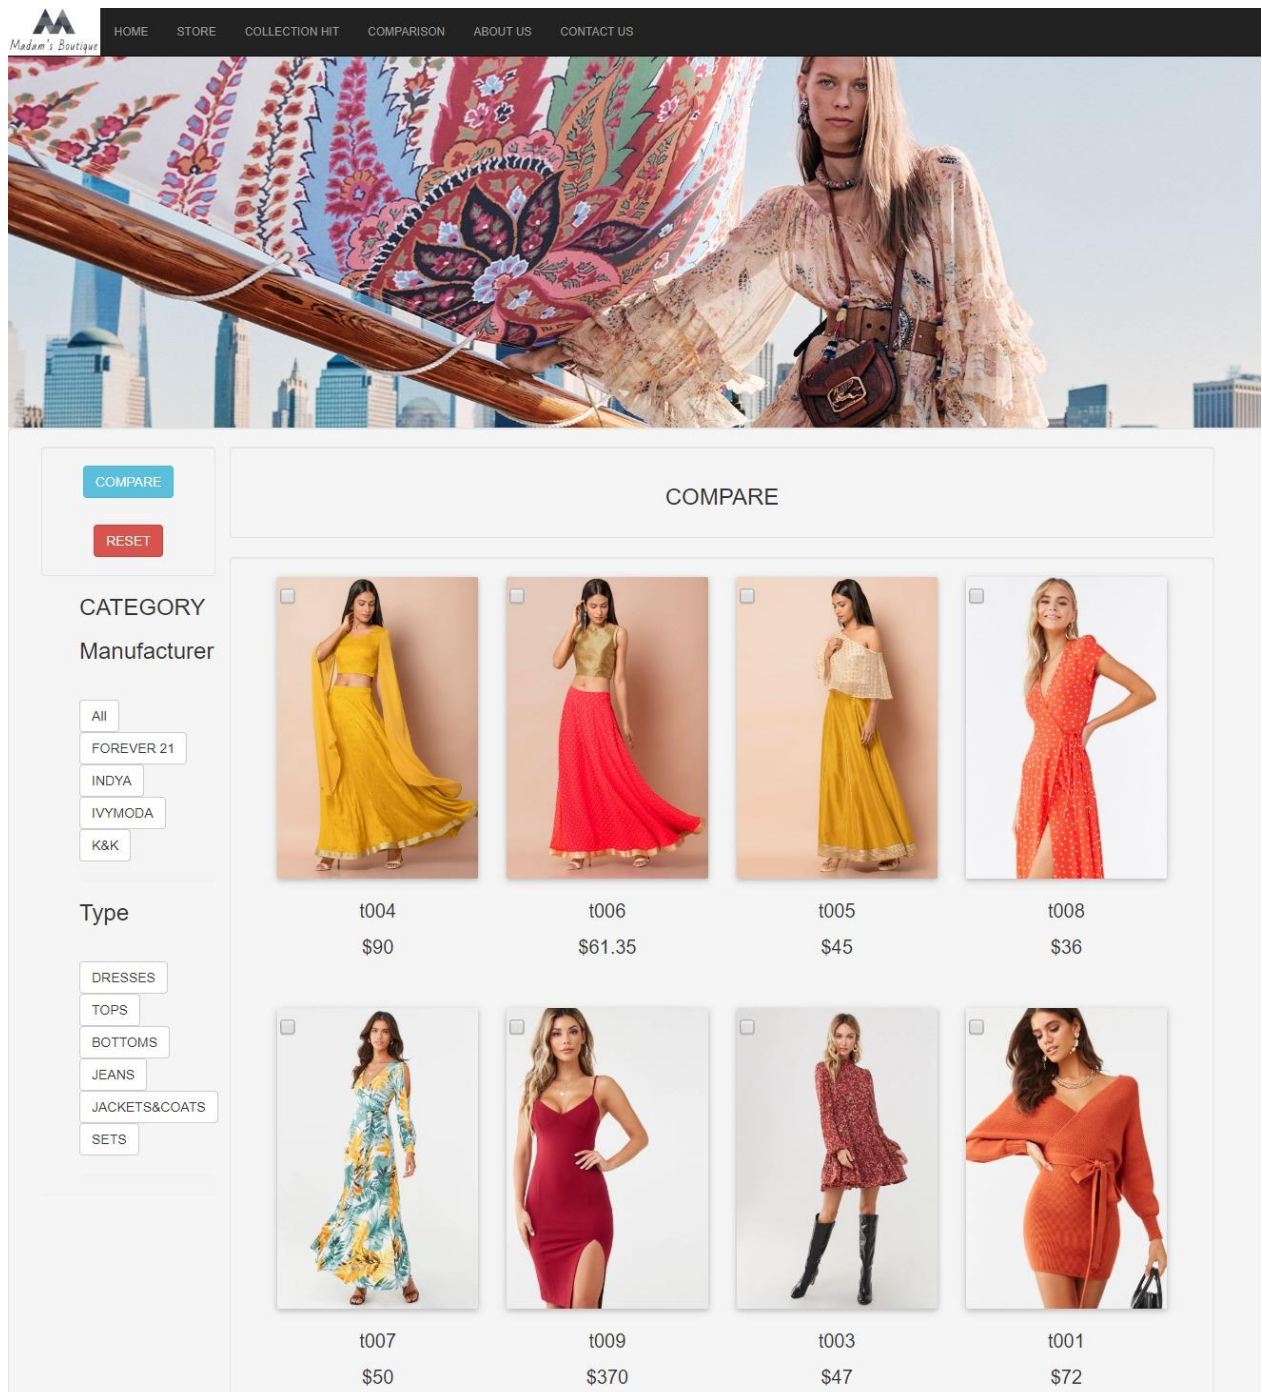 Madam's Boutique
HOME STORE COLLECTION HIT COMPARISON ABOUT US CONTACT US
COMPARE
RESET
COMPARE
CATEGORY
Manufacturer
All
FOREVER 21
INDYA
IVYMODA
K&K
Type
DRESSES
TOPS
BOTTOMS
JEANS
JACKETS&COATS
SETS
t004 t006 t005 t008
$90 $61.35 $45 $36
t007 t009 t003 t001
$50 $370 $47 $72